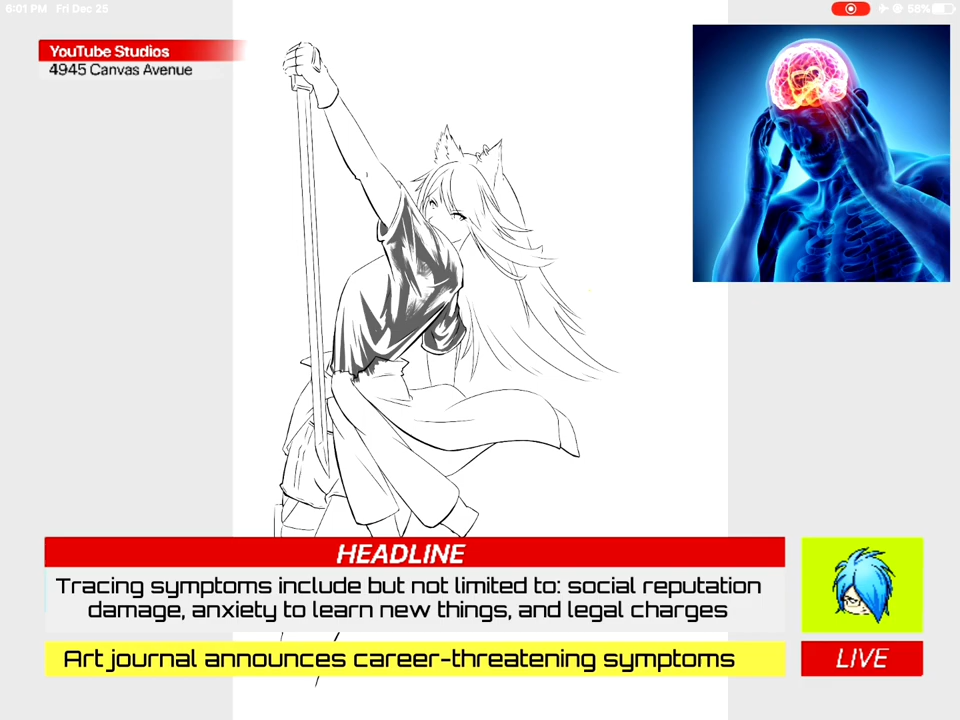 6:01 PM Fri Dec 25
58%
YouTube Studios
4945 Canvas Avenue
HEADLINE
Tracing symptoms include but not limited to: social reputation
damage, anxiety to learn new things, and legal charges
Art journal announces career-threatening symptoms
LIVE